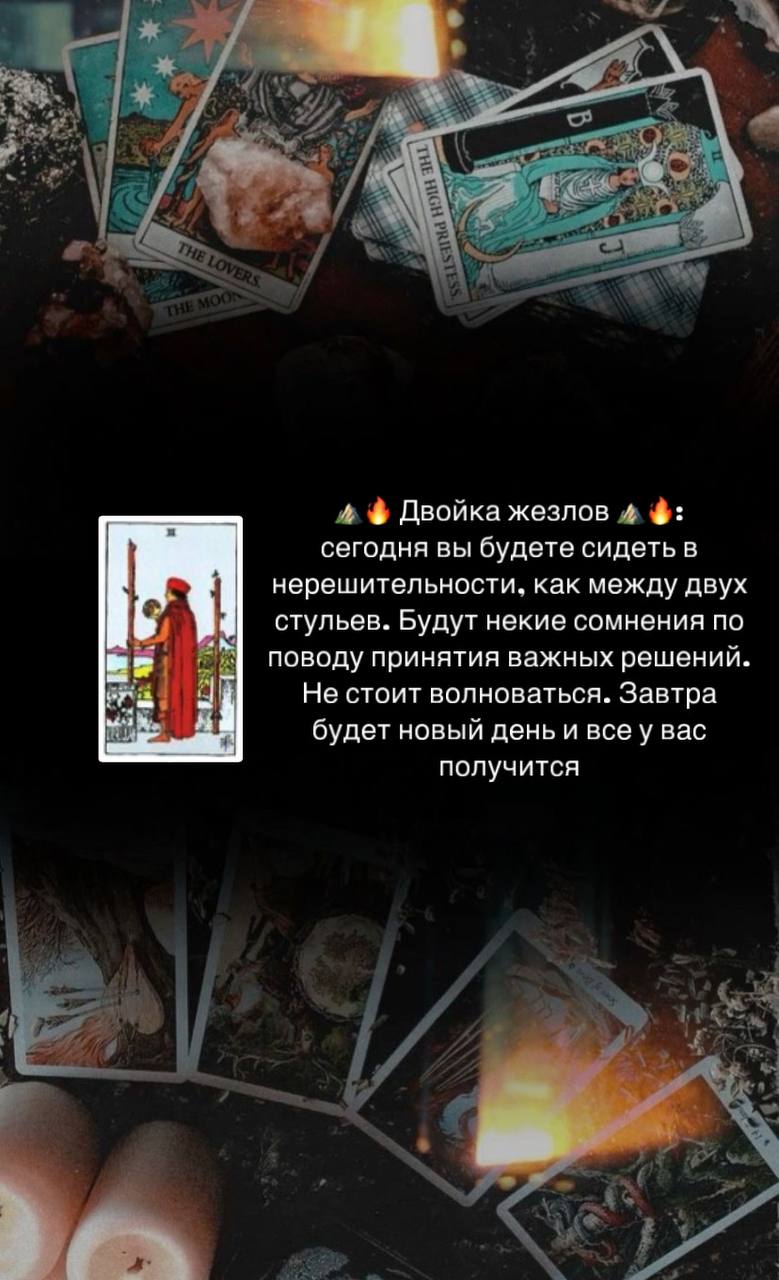 THE LOVERS.
THE MOON
B
THE HIGH PRIESTESS.
J
II
⛰️🔥 Двойка жезлов ⛰️🔥:
сегодня вы будете сидеть в
нерешительности, как между двух
стульев. Будут некие сомнения по
поводу принятия важных решений.
Не стоит волноваться. Завтра
будет новый день и все у вас
получится